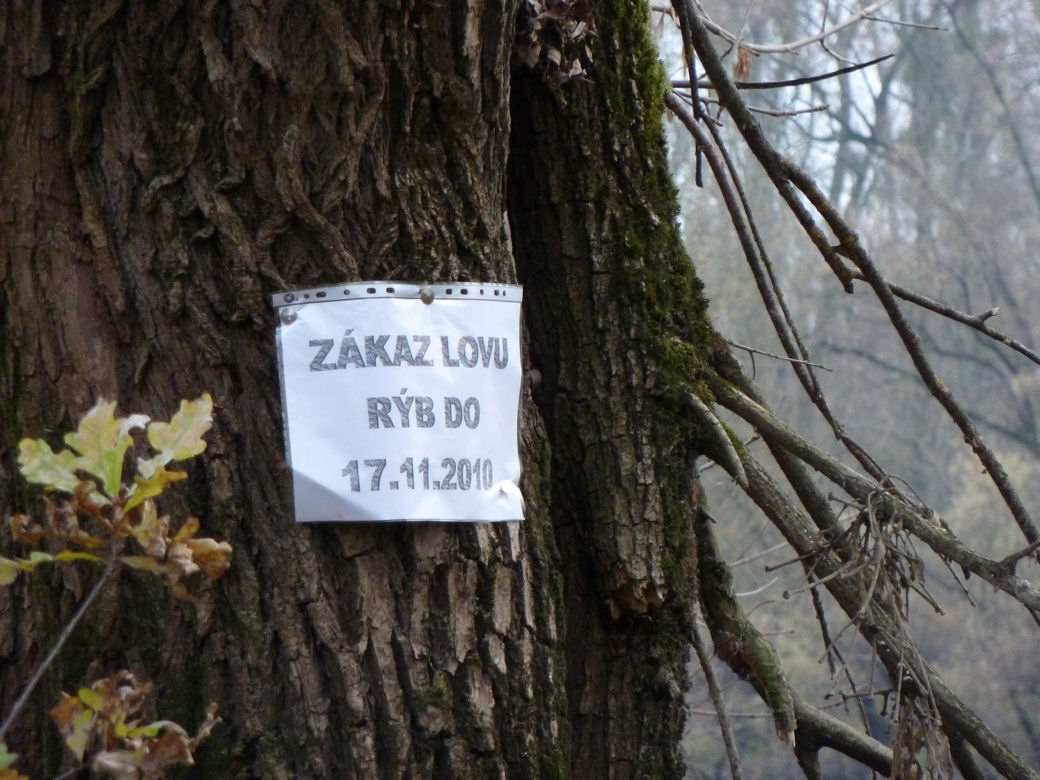 ZÁKAZ LOVU
RÝB DO
17.11.2010